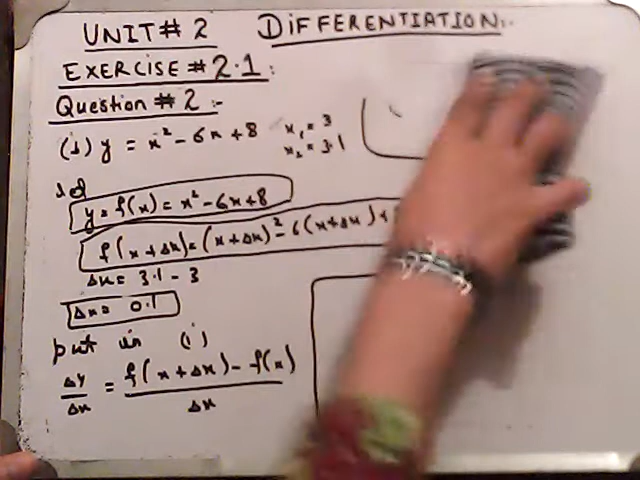 UNIT # 2 DIFFERENTIATION:-
EXERCISE # 2.1:
Question # 2 :-
(i) y = x² - 6x + 8 x₁ = 3
x₂ = 3.1
Sol
y = f(x) = x² - 6x + 8
f(x + Δx) = (x + Δx)² - 6(x + Δx) +
Δx = 3.1 - 3
Δx = 0.1
put in (i)
Δy/Δx = f(x + Δx) - f(x)/Δx